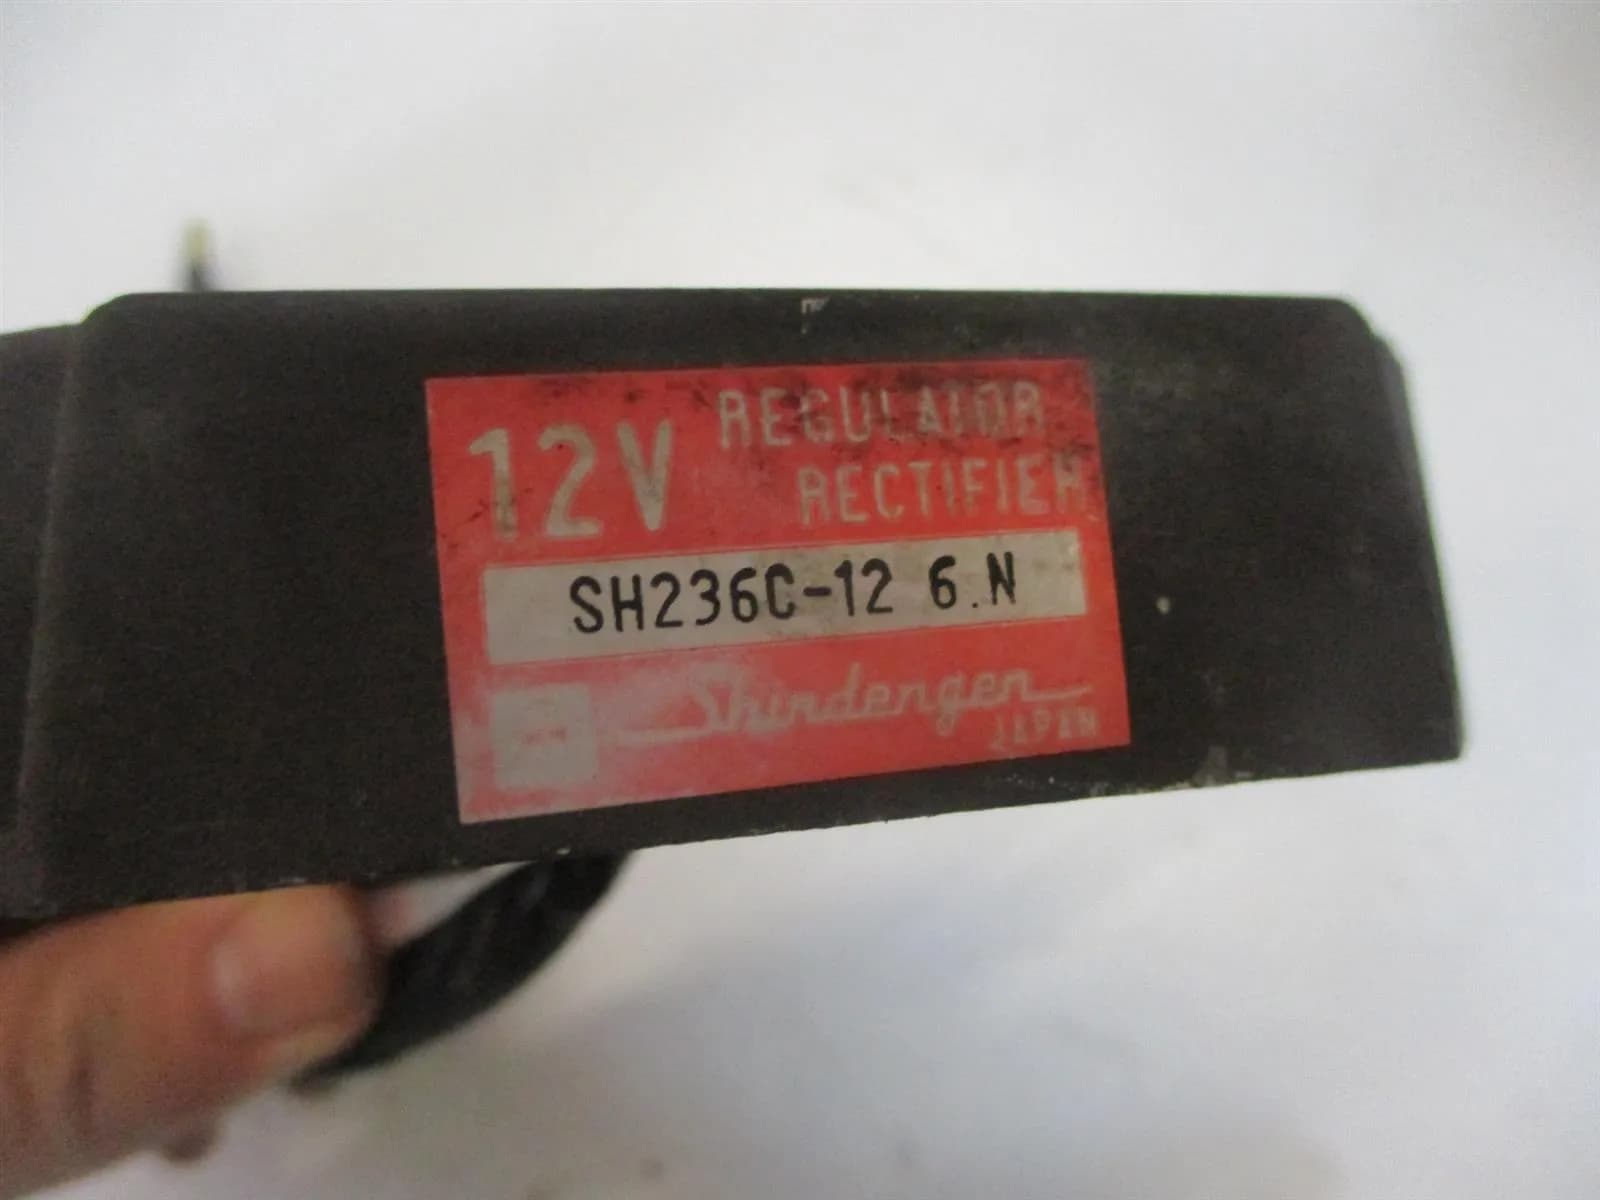 12V REGULATOR
RECTIFIER
SH236C-12 6.N
Shindengen
JAPAN